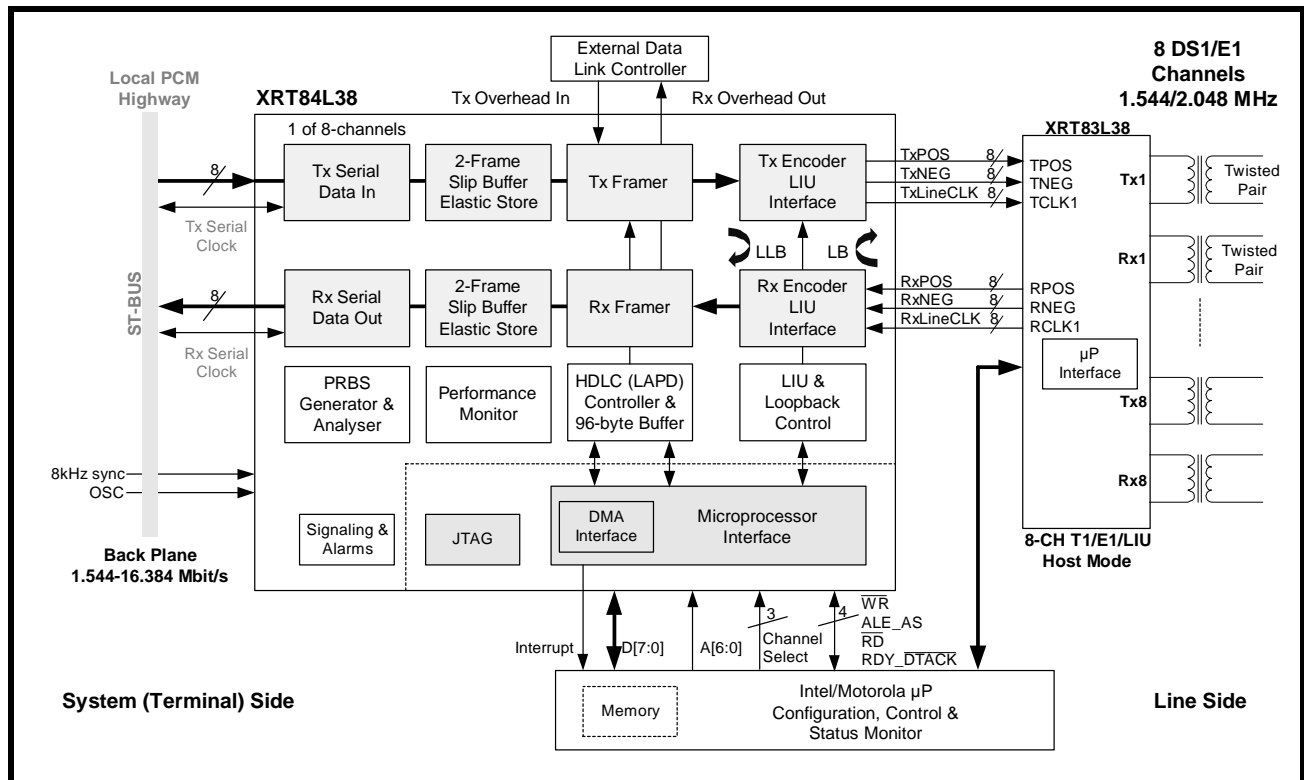 External Data
Link Controller
8 DS1/E1
Channels
1.544/2.048 MHz
Local PCM
Highway
XRT84L38
Tx Overhead In
Rx Overhead Out
XRT83L38
1 of 8-channels
8
Tx Serial
Data In
2-Frame
Slip Buffer
Elastic Store
Tx Framer
Tx Encoder
LIU
Interface
TxPOS 8
TxNEG 8
TxLineCLK 8
TPOS
TNEG
TCLK1
Tx1
Twisted
Pair
Tx Serial
Clock
LLB
LB
Rx1
Twisted
Pair
ST-BUS
8
Rx Serial
Data Out
2-Frame
Slip Buffer
Elastic Store
Rx Framer
Rx Encoder
LIU
Interface
RxPOS 8
RxNEG 8
RxLineCLK 8
RPOS
RNEG
RCLK1
Rx Serial
Clock
µP
Interface
PRBS
Generator &
Analyser
Performance
Monitor
HDLC (LAPD)
Controller &
96-byte Buffer
LIU &
Loopback
Control
Tx8
Rx8
8kHz sync
OSC
Signaling &
Alarms
JTAG
DMA
Interface
Microprocessor
Interface
Back Plane
1.544-16.384 Mbit/s
8-CH T1/E1/LIU
Host Mode
Interrupt
D[7:0]
A[6:0]
3
Channel
Select
4
WR
ALE_AS
RD
RDY_DTACK
System (Terminal) Side
Memory
Intel/Motorola µP
Configuration, Control &
Status Monitor
Line Side